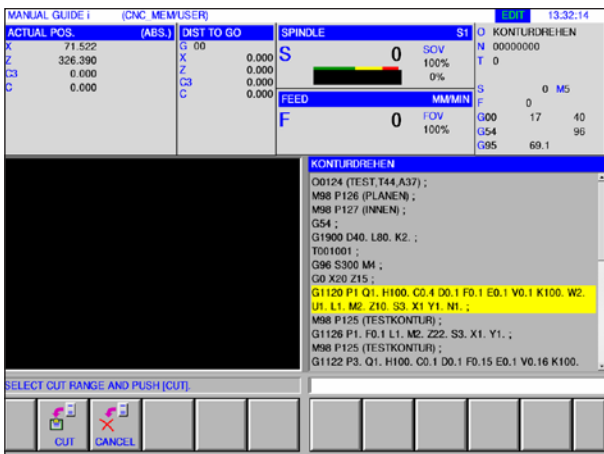 MANUAL GUIDE i (CNC_MEM/USER) EDIT 13:32:14
ACTUAL POS. (ABS.)
X 71.522
Z 326.390
C3 0.000
C 0.000
DIST TO GO
G 00
X 0.000
Z 0.000
C3 0.000
C 0.000
SPINDLE S1
S 0 SOV
100%
0%
FEED MM/MIN
F 0 FOV
100%
O KONTURDREHEN
N 00000000
T 0
S 0 M5
F 0
G00 17 40
G54 96
G95 69.1
KONTURDREHEN
O0124 (TEST,T44,A37) ;
M98 P126 (PLANEN) ;
M98 P127 (INNEN) ;
G54 ;
G1900 D40. L80. K2. ;
T001001 ;
G96 S300 M4 ;
G0 X20 Z15 ;
G1120 P1 Q1. H100. C0.4 D0.1 F0.1 E0.1 V0.1 K100. W2.
U1. L1. M2. Z10. S3. X1 Y1. N1. ;
M98 P125 (TESTKONTUR) ;
G1126 P1. F0.1 L1. M2. Z22. S3. X1. Y1. ;
M98 P125 (TESTKONTUR) ;
G1122 P3. Q1. H100. C0.1 D0.1 F0.15 E0.1 V0.16 K100.
SELECT CUT RANGE AND PUSH [CUT].
CUT CANCEL